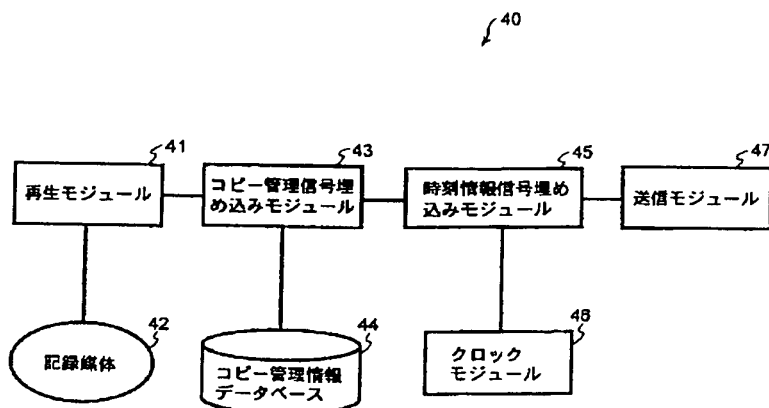 40
41
再生モジュール
43
コピー管理信号埋
め込みモジュール
45
時刻情報信号埋め
込みモジュール
47
送信モジュール
42
記録媒体
44
コピー管理情報
データベース
46
クロック
モジュール